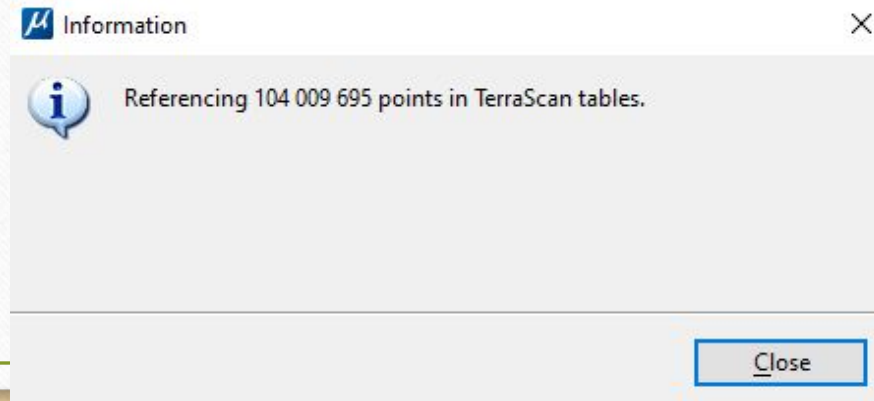 Information
Referencing 104 009 695 points in TerraScan tables.
Close